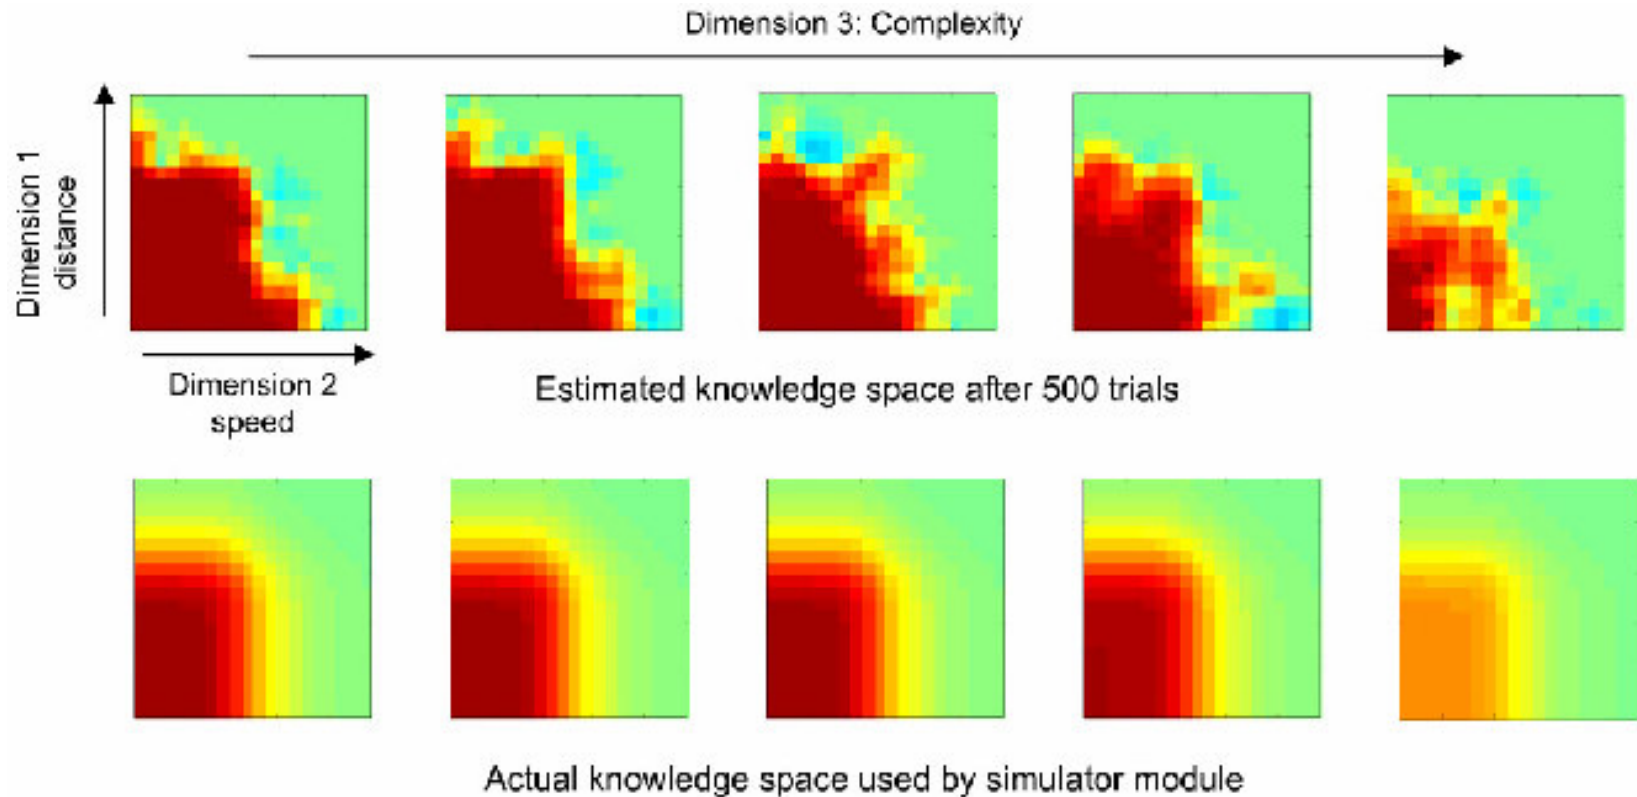 Dimension 3: Complexity
Dimension 1
distance
Dimension 2
speed
Estimated knowledge space after 500 trials
Actual knowledge space used by simulator module